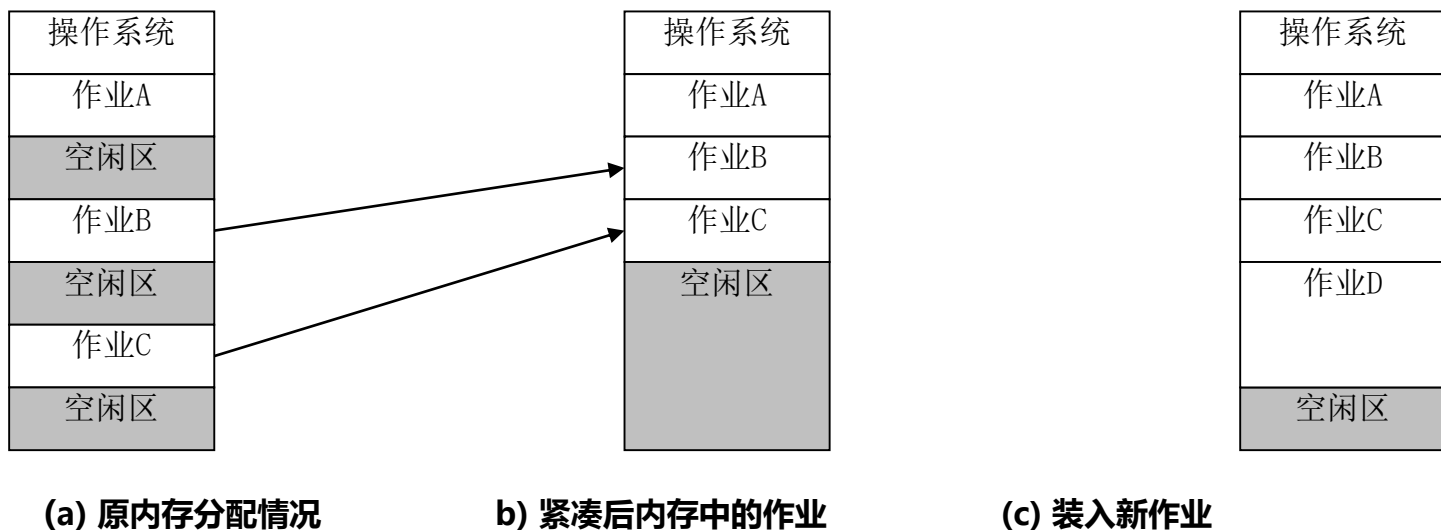 操作系统
作业A
空闲区
作业B
空闲区
作业C
空闲区
操作系统
作业A
作业B
作业C
空闲区
操作系统
作业A
作业B
作业C
作业D
空闲区
(a) 原内存分配情况
b) 紧凑后内存中的作业
(c) 装入新作业